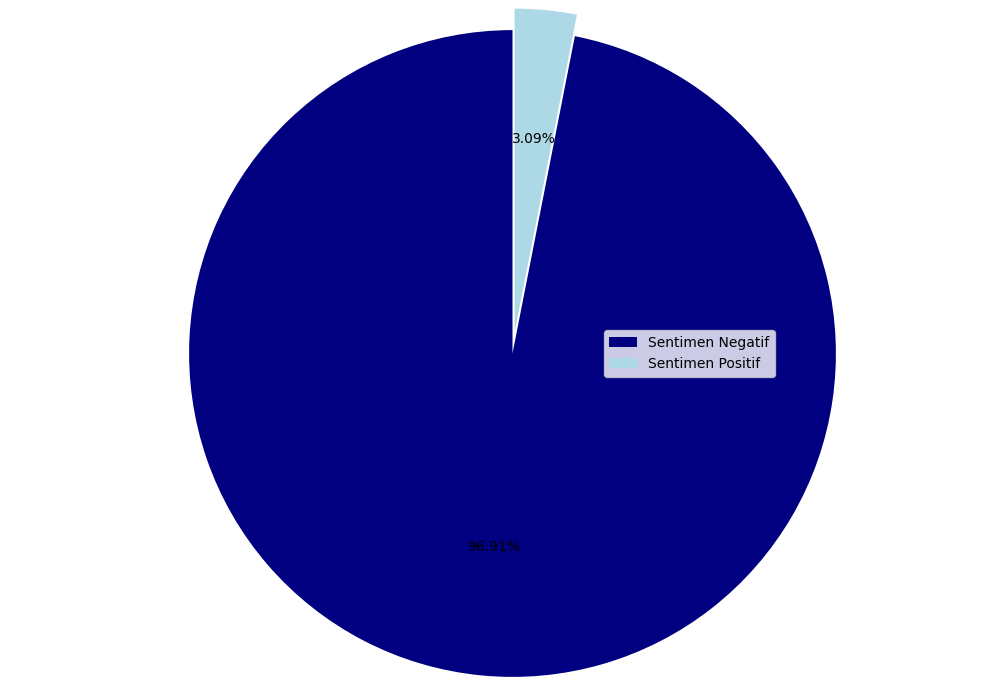 3.09%
Sentimen Negatif
Sentimen Positif
96.91%